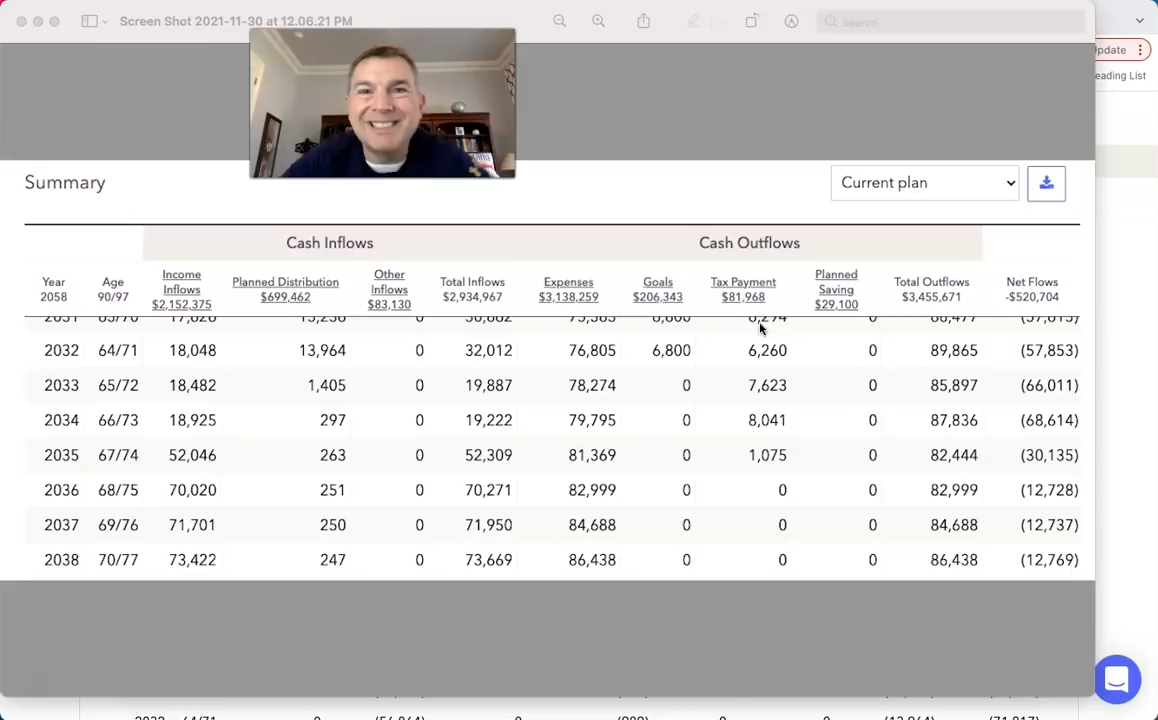 Screen Shot 2021-11-30 at 12.06.21 PM
Search
Update
eading List
Summary
Current plan
Cash Inflows Cash Outflows
Year 2058 Age 90/97 Income Inflows $2,152,375 Planned Distribution $699,462 Other Inflows $83,130 Total Inflows $2,934,967 Expenses $3,138,259 Goals $206,343 Tax Payment $81,968 Planned Saving $29,100 Total Outflows $3,455,671 Net Flows -$520,704
2032 64/71 18,048 13,964 0 32,012 76,805 6,800 6,260 0 89,865 (57,853)
2033 65/72 18,482 1,405 0 19,887 78,274 0 7,623 0 85,897 (66,011)
2034 66/73 18,925 297 0 19,222 79,795 0 8,041 0 87,836 (68,614)
2035 67/74 52,046 263 0 52,309 81,369 0 1,075 0 82,444 (30,135)
2036 68/75 70,020 251 0 70,271 82,999 0 0 0 82,999 (12,728)
2037 69/76 71,701 250 0 71,950 84,688 0 0 0 84,688 (12,737)
2038 70/77 73,422 247 0 73,669 86,438 0 0 0 86,438 (12,769)